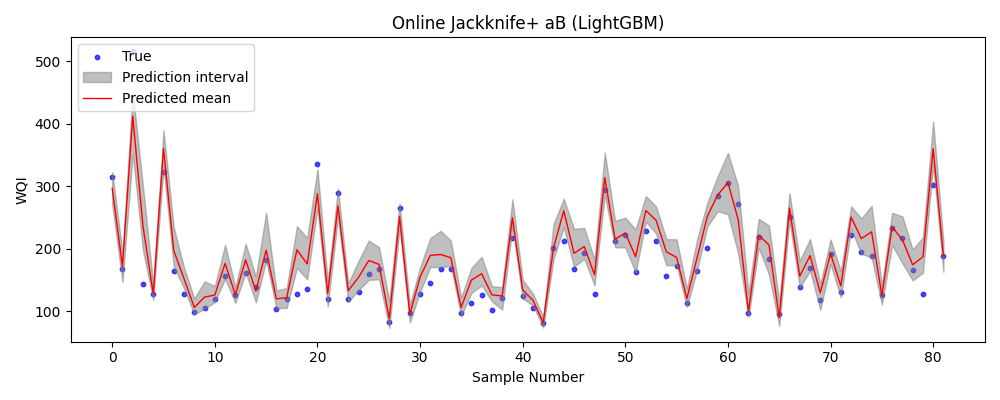 Online Jackknife+ aB (LightGBM)
True
Prediction interval
Predicted mean
WQI
500
400
300
200
100
0 10 20 30 40 50 60 70 80
Sample Number